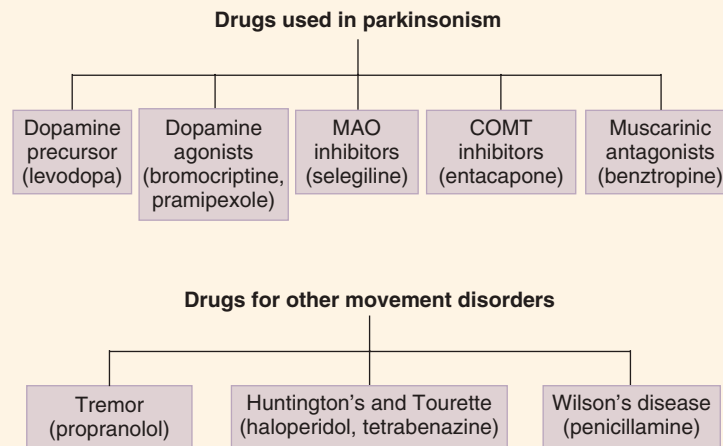 Drugs used in parkinsonism
Dopamine
precursor
(levodopa)
Dopamine
agonists
(bromocriptine,
pramipexole)
MAO
inhibitors
(selegiline)
COMT
inhibitors
(entacapone)
Muscarinic
antagonists
(benztropine)
Drugs for other movement disorders
Tremor
(propranolol)
Huntington's and Tourette
(haloperidol, tetrabenazine)
Wilson's disease
(penicillamine)